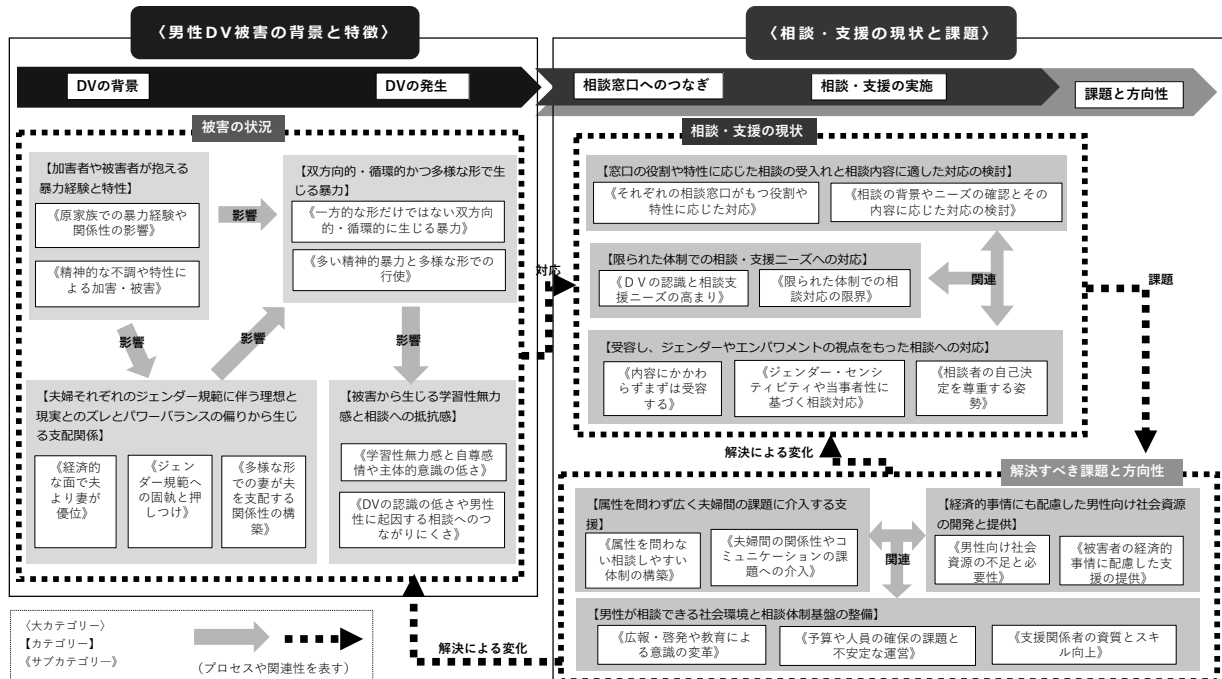 〈男性DV被害の背景と特徴〉
〈相談・支援の現状と課題〉
DVの背景
DVの発生
相談窓口へのつなぎ
相談・支援の実施
課題と方向性
被害の状況
【加害者や被害者が抱える
暴力経験と特性】
《原家族での暴力経験や
関係性の影響》
《精神的な不調や特性に
よる加害・被害》
影響
【双方向的・循環的かつ多様な形で生
じる暴力】
《一方的な形だけではない双方向
的・循環的に生じる暴力》
《多い精神的暴力と多様な形での
行使》
影響
影響
影響
【夫婦それぞれのジェンダー規範に伴う理想と
現実とのズレとパワーバランスの偏りから生じ
る支配関係】
《経済的
な面で夫
より妻が
優位》
《ジェン
ダー規範へ
の固執と押
しつけ》
《多様な形
での妻が夫
を支配する
関係性の構
築》
【被害から生じる学習性無力
感と相談への抵抗感】
《学習性無力感と自尊感
情や主体的意識の低さ》
《DVの認識の低さや男性
性に起因する相談へのつ
ながりにくさ》
対応
相談・支援の現状
【窓口の役割や特性に応じた相談の受入れと相談内容に適した対応の検討】
《それぞれの相談窓口がもつ役割や
特性に応じた対応》
《相談の背景やニーズの確認とその
内容に応じた対応の検討》
【限られた体制での相談・支援ニーズへの対応】
《ＤＶの認識と相談支
援ニーズの高まり》
《限られた体制での相
談対応の限界》
関連
【受容し、ジェンダーやエンパワメントの視点をもった相談への対応】
《内容にかかわ
らずまずは受容
する》
《ジェンダー・センシ
ティビティや当事者性に
基づく相談対応》
《相談者の自己決
定を尊重する姿
勢》
課題
解決による変化
解決すべき課題と方向性
【属性を問わず広く夫婦間の課題に介入する支
援】
《属性を問わな
い相談しやすい
体制の構築》
《夫婦間の関係性やコ
ミュニケーションの課
題への介入》
関連
【経済的事情にも配慮した男性向け社会資源
の開発と提供】
《男性向け社会
資源の不足と必
要性》
《被害者の経済的
事情に配慮した支
援の提供》
【男性が相談できる社会環境と相談体制基盤の整備】
《広報・啓発や教育によ
る意識の変革》
《予算や人員の確保の課題と
不安定な運営》
《支援関係者の資質とスキ
ル向上》
解決による変化
〈大カテゴリー〉
【カテゴリー】
《サブカテゴリー》
(プロセスや関連性を表す)